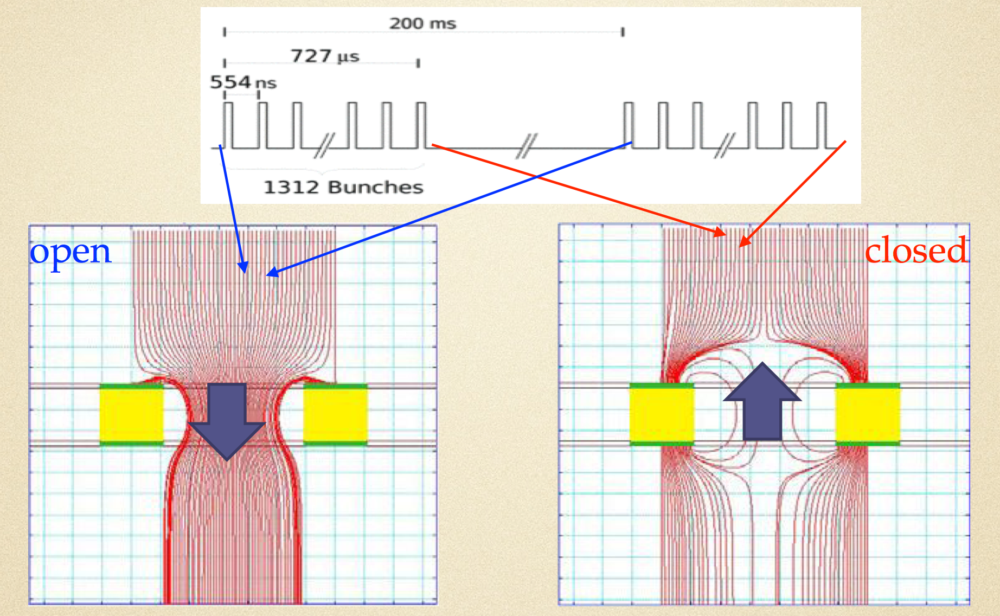 200 ms
727 μs
554 ns
1312 Bunches
open
closed